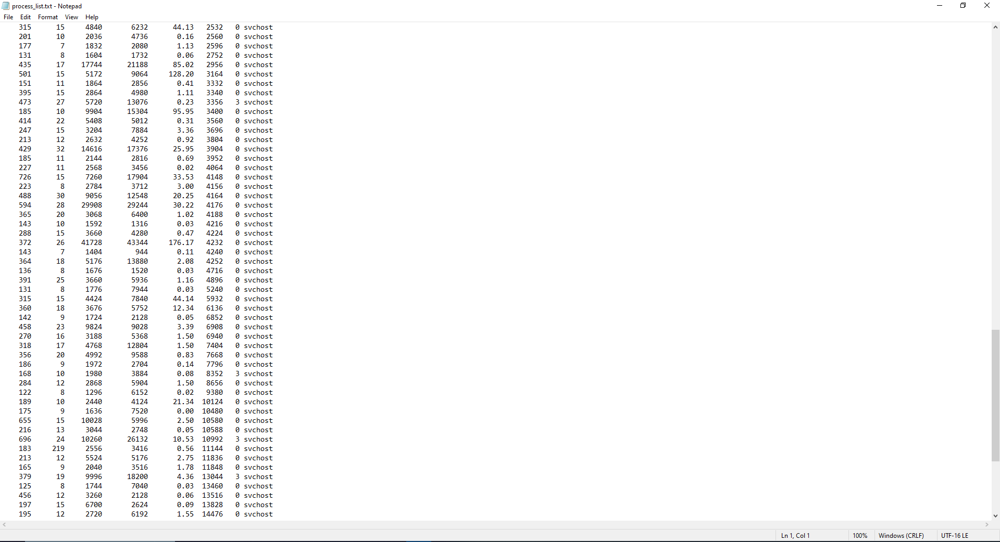 process_list.txt - Notepad
File Edit Format View Help
315 15 4840 6232 44.13 2532 0 svchost
201 10 2036 4736 0.16 2560 0 svchost
177 7 1832 2080 1.13 2596 0 svchost
131 8 1604 1732 0.06 2752 0 svchost
435 17 17744 21188 85.02 2956 0 svchost
501 15 5172 9064 128.20 3164 0 svchost
151 11 1864 2856 0.41 3332 0 svchost
395 15 2864 4980 1.11 3340 0 svchost
473 27 5720 13076 0.23 3356 3 svchost
185 10 9904 15304 95.95 3400 0 svchost
414 22 5408 5012 0.31 3560 0 svchost
247 15 3204 7884 3.36 3696 0 svchost
213 12 2632 4252 0.92 3804 0 svchost
429 32 14616 17376 25.95 3904 0 svchost
185 11 2144 2816 0.69 3952 0 svchost
227 11 2568 3456 0.02 4064 0 svchost
726 15 7260 17904 33.53 4148 0 svchost
223 8 2784 3712 3.00 4156 0 svchost
488 30 9056 12548 20.25 4164 0 svchost
594 28 29908 29244 30.22 4176 0 svchost
365 20 3068 6400 1.02 4188 0 svchost
143 10 1592 1316 0.03 4216 0 svchost
288 15 3660 4280 0.47 4224 0 svchost
372 26 41728 43344 176.17 4232 0 svchost
143 7 1404 944 0.11 4240 0 svchost
364 18 5176 13880 2.08 4252 0 svchost
136 8 1676 1520 0.03 4716 0 svchost
391 25 3660 5936 1.16 4896 0 svchost
131 8 1776 7944 0.03 5240 0 svchost
315 15 4424 7840 44.14 5932 0 svchost
360 18 3676 5752 12.34 6136 0 svchost
142 9 1724 2128 0.05 6852 0 svchost
458 23 9824 9028 3.39 6908 0 svchost
270 16 3188 5368 1.50 6940 0 svchost
318 17 4768 12804 1.50 7404 0 svchost
356 20 4992 9588 0.83 7668 0 svchost
186 9 1972 2704 0.14 7796 0 svchost
168 10 1980 3884 0.08 8352 3 svchost
284 12 2868 5904 1.50 8656 0 svchost
122 8 1296 6152 0.02 9380 0 svchost
189 10 2440 4124 21.34 10124 0 svchost
175 9 1636 7520 0.00 10480 0 svchost
655 15 10028 5996 2.50 10580 0 svchost
216 13 3044 2748 0.05 10588 0 svchost
696 24 10260 26132 10.53 10992 3 svchost
183 219 2556 3416 0.56 11144 0 svchost
213 12 5524 5176 2.75 11836 0 svchost
165 9 2040 3516 1.78 11848 0 svchost
379 19 9996 18200 4.36 13044 3 svchost
125 8 1744 7040 0.03 13460 0 svchost
456 12 3260 2128 0.06 13516 0 svchost
197 15 6700 2624 0.09 13828 0 svchost
195 12 2720 6192 1.55 14476 0 svchost
Ln 1, Col 1 100% Windows (CRLF) UTF-16 LE